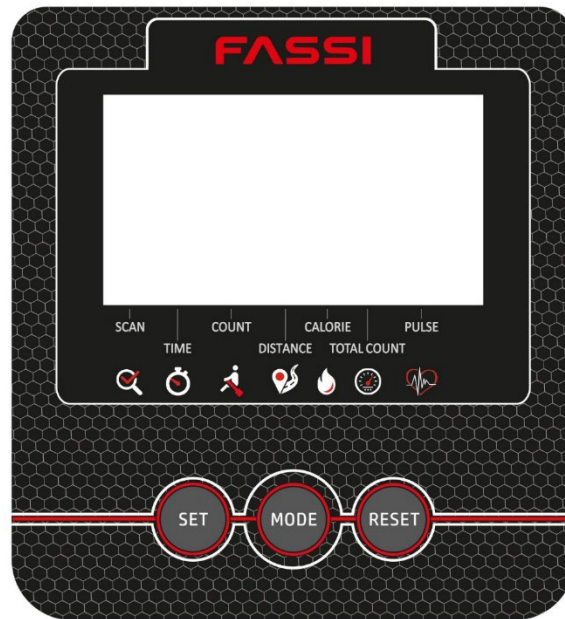 FASSI
SCAN COUNT CALORIE PULSE
TIME DISTANCE TOTAL COUNT
SET MODE RESET